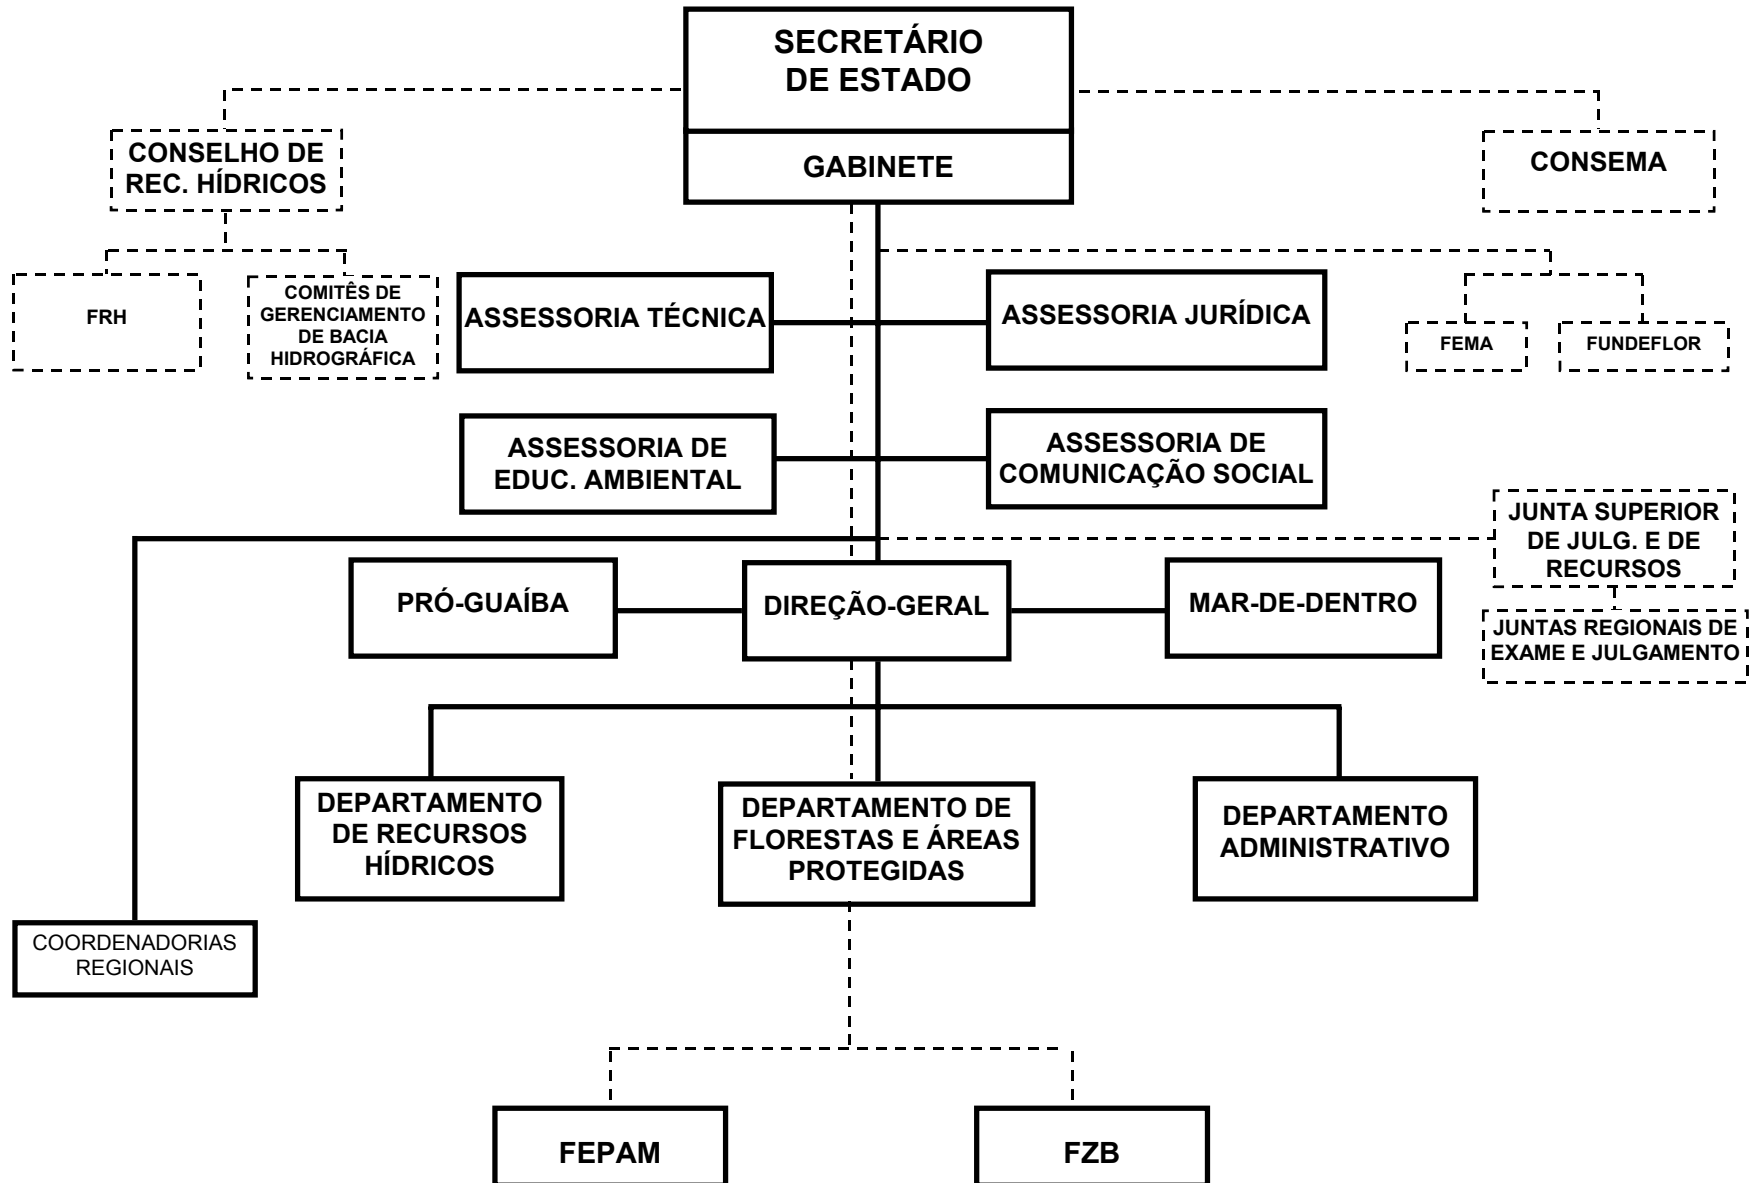 SECRETÁRIO
DE ESTADO
GABINETE
CONSELHO DE
REC. HÍDRICOS
CONSEMA
FRH
COMITÊS DE
GERENCIAMENTO
DE BACIA
HIDROGRÁFICA
ASSESSORIA TÉCNICA
ASSESSORIA JURÍDICA
FEMA
FUNDEFLOR
ASSESSORIA DE
EDUC. AMBIENTAL
ASSESSORIA DE
COMUNICAÇÃO SOCIAL
JUNTA SUPERIOR
DE JULG. E DE
RECURSOS
PRÓ-GUAÍBA
DIREÇÃO-GERAL
MAR-DE-DENTRO
JUNTAS REGIONAIS DE
EXAME E JULGAMENTO
DEPARTAMENTO
DE RECURSOS
HÍDRICOS
DEPARTAMENTO DE
FLORESTAS E ÁREAS
PROTEGIDAS
DEPARTAMENTO
ADMINISTRATIVO
COORDENADORIAS
REGIONAIS
FEPAM
FZB